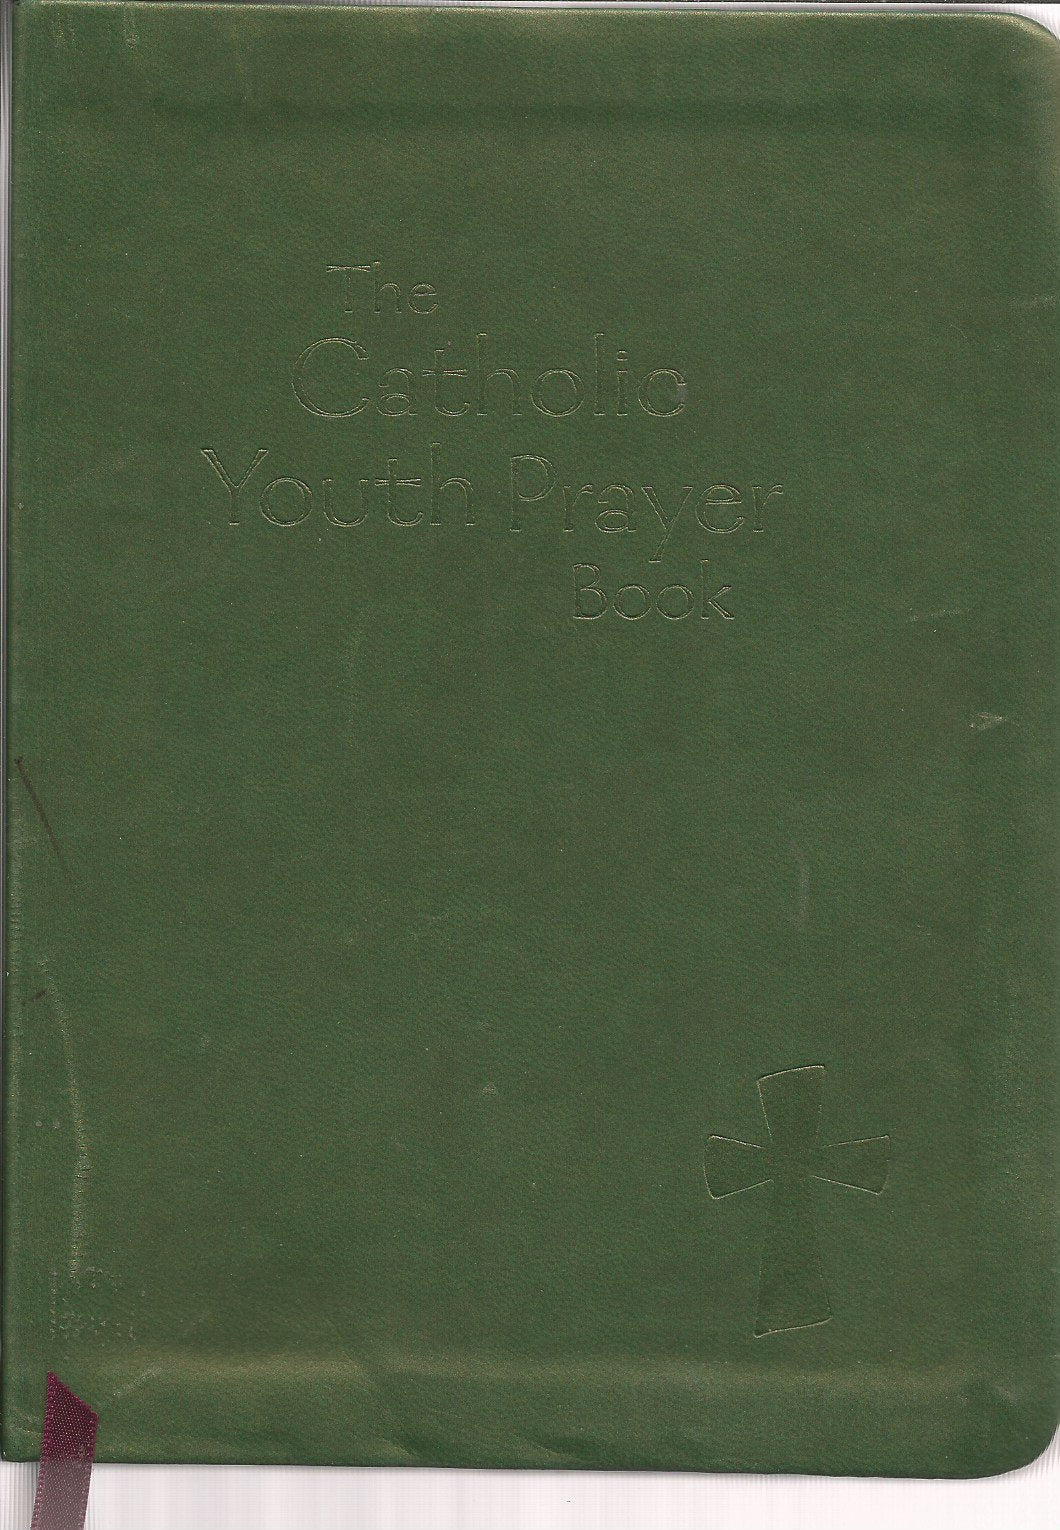 The
Catholic
Youth Prayer
Book